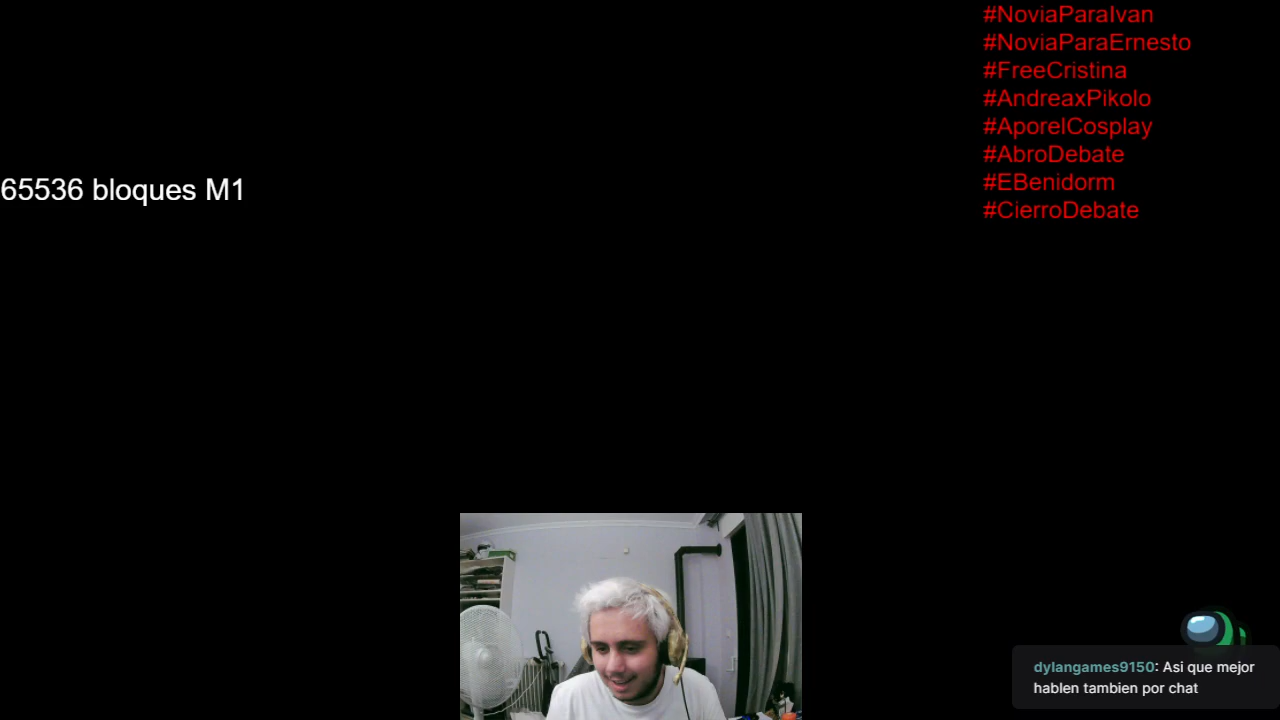 #NoviaParaIvan
#NoviaParaErnesto
#FreeCristina
#AndreaxPikolo
#AporelCosplay
#AbroDebate
#EBenidorm
#CierroDebate
65536 bloques M1
dylangames9150: Asi que mejor
hablen tambien por chat